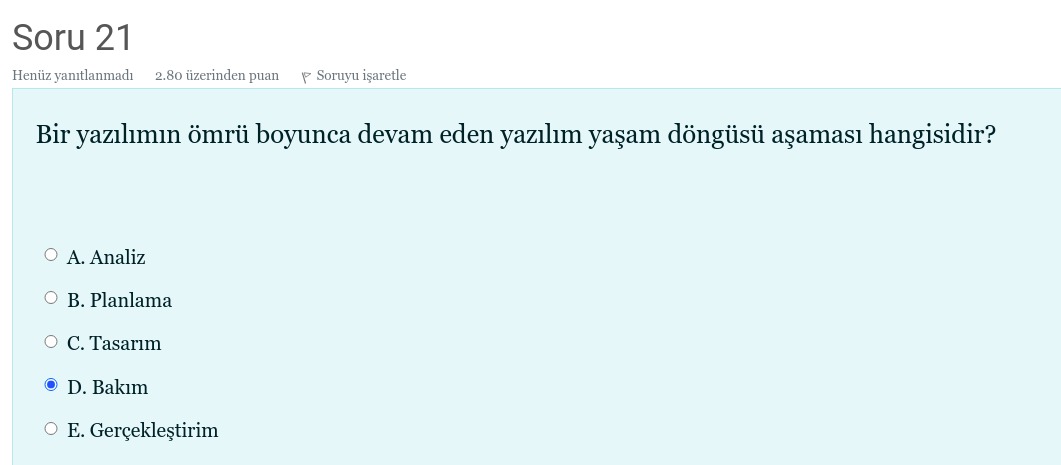 Soru 21
Henüz yanıtlanmadı 2.80 üzerinden puan Soruyu işaretle
Bir yazılımın ömrü boyunca devam eden yazılım yaşam döngüsü aşaması hangisidir?
A. Analiz
B. Planlama
C. Tasarım
D. Bakım
E. Gerçekleştirim